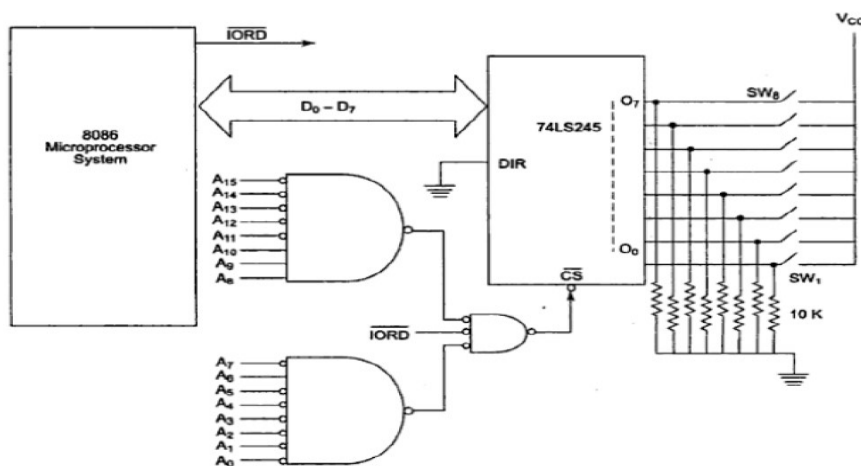 IORD
8086
Microprocessor
System
D0 – D7
74LS245
DIR
CS
O7
O0
SW8
SW1
VCC
10 K
A15
A14
A13
A12
A11
A10
A9
A8
IORD
A7
A6
A5
A4
A3
A2
A1
A0